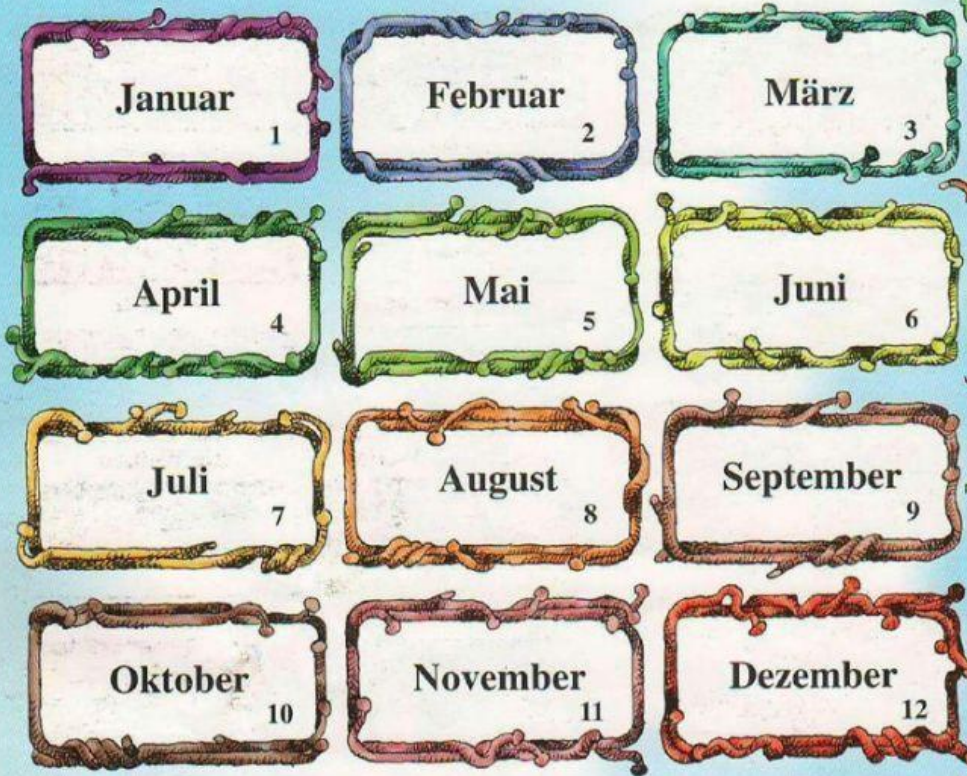 Januar
1
Februar
2
März
3
April
4
Mai
5
Juni
6
Juli
7
August
8
September
9
Oktober
10
November
11
Dezember
12